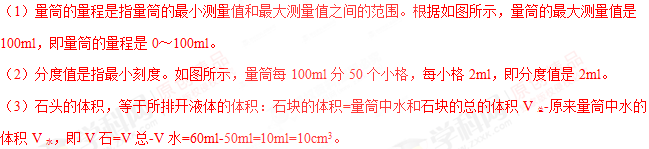 （1）量筒的量程是指量筒的最小测量值和最大测量值之间的范围。根据如图所示，量筒的最大测量值是
100ml，即量筒的量程是 0～100ml。
（2）分度值是指最小刻度。如图所示，量筒每 100ml 分 50 个小格，每小格 2ml，即分度值是 2ml。
（3）石头的体积，等于所排开液体的体积：石块的体积=量筒中水和石块的总的体积 V 总-原来量筒中水的
体积 V 水，即 V 石=V 总-V 水=60ml-50ml=10ml=10cm³。